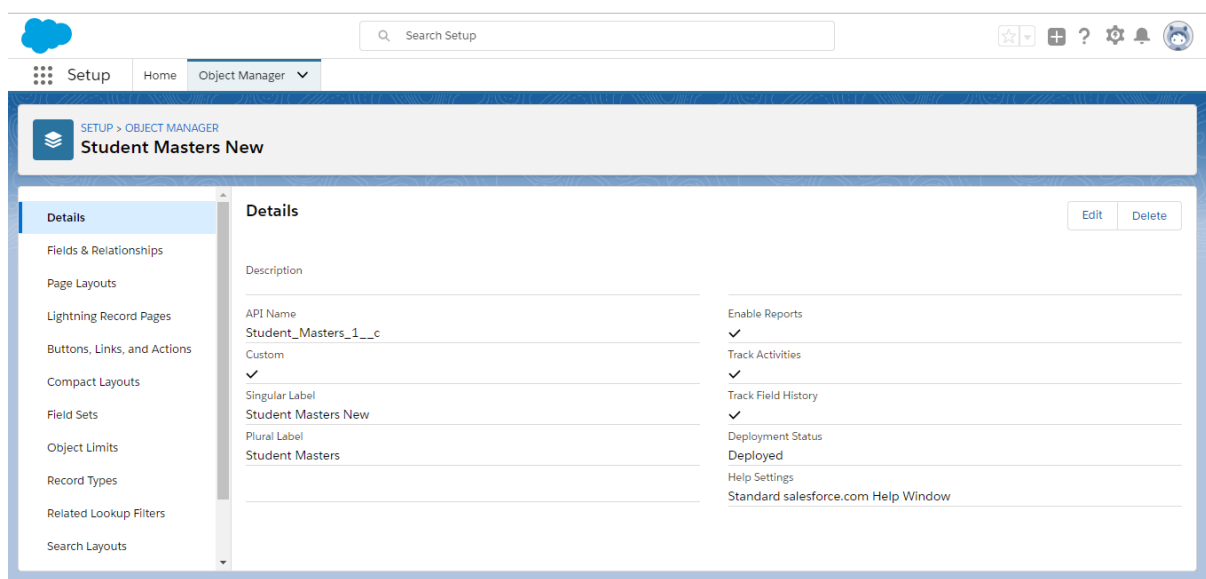 Search Setup
Setup
Home
Object Manager
SETUP > OBJECT MANAGER
Student Masters New
Details
Fields & Relationships
Page Layouts
Lightning Record Pages
Buttons, Links, and Actions
Compact Layouts
Field Sets
Object Limits
Record Types
Related Lookup Filters
Search Layouts
Details
Edit
Delete
Description
API Name
Student_Masters_1__c
Custom
Singular Label
Student Masters New
Plural Label
Student Masters
Enable Reports
Track Activities
Track Field History
Deployment Status
Deployed
Help Settings
Standard salesforce.com Help Window